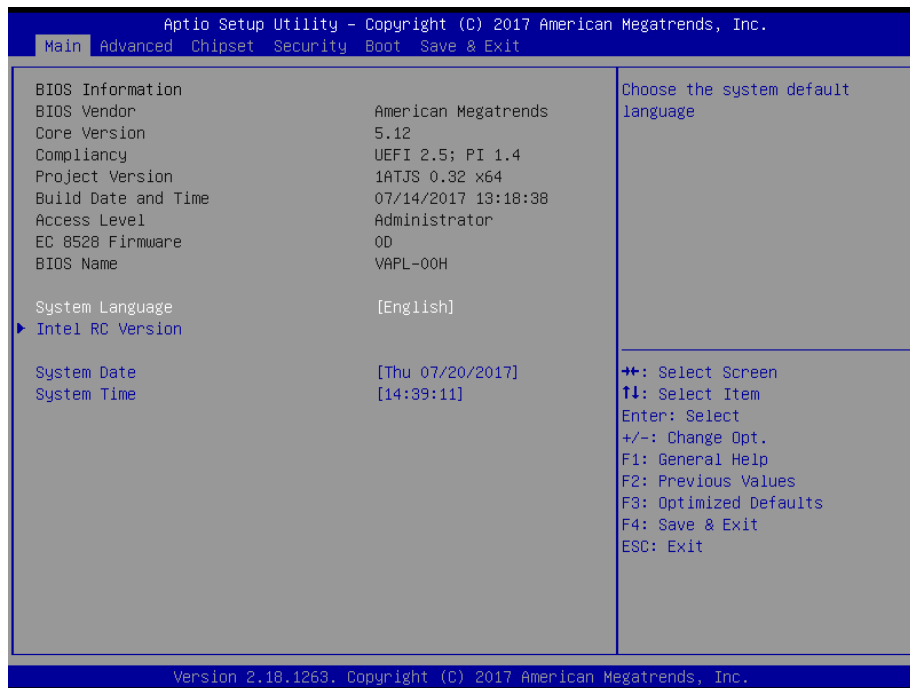 Aptio Setup Utility – Copyright (C) 2017 American Megatrends, Inc.
Main Advanced Chipset Security Boot Save & Exit
BIOS Information
BIOS Vendor American Megatrends
Core Version 5.12
Compliancy UEFI 2.5; PI 1.4
Project Version 1ATJS 0.32 x64
Build Date and Time 07/14/2017 13:18:38
Access Level Administrator
EC 8528 Firmware 0D
BIOS Name VAPL-00H
System Language [English]
Intel RC Version
System Date [Thu 07/20/2017]
System Time [14:39:11]
Choose the system default
language
→←: Select Screen
↑↓: Select Item
Enter: Select
+/-: Change Opt.
F1: General Help
F2: Previous Values
F3: Optimized Defaults
F4: Save & Exit
ESC: Exit
Version 2.18.1263. Copyright (C) 2017 American Megatrends, Inc.